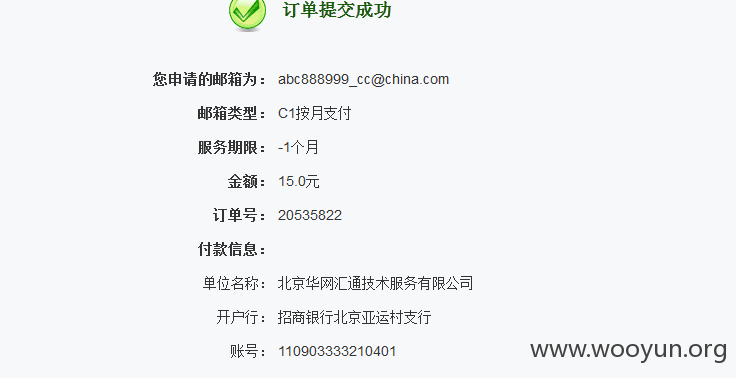 订单提交成功
您申请的邮箱为： abc888999_cc@china.com
邮箱类型： C1按月支付
服务期限： -1个月
金额： 15.0元
订单号： 20535822
付款信息：
单位名称： 北京华网汇通技术服务有限公司
开户行： 招商银行北京亚运村支行
账号： 110903333210401
www.wooyun.org